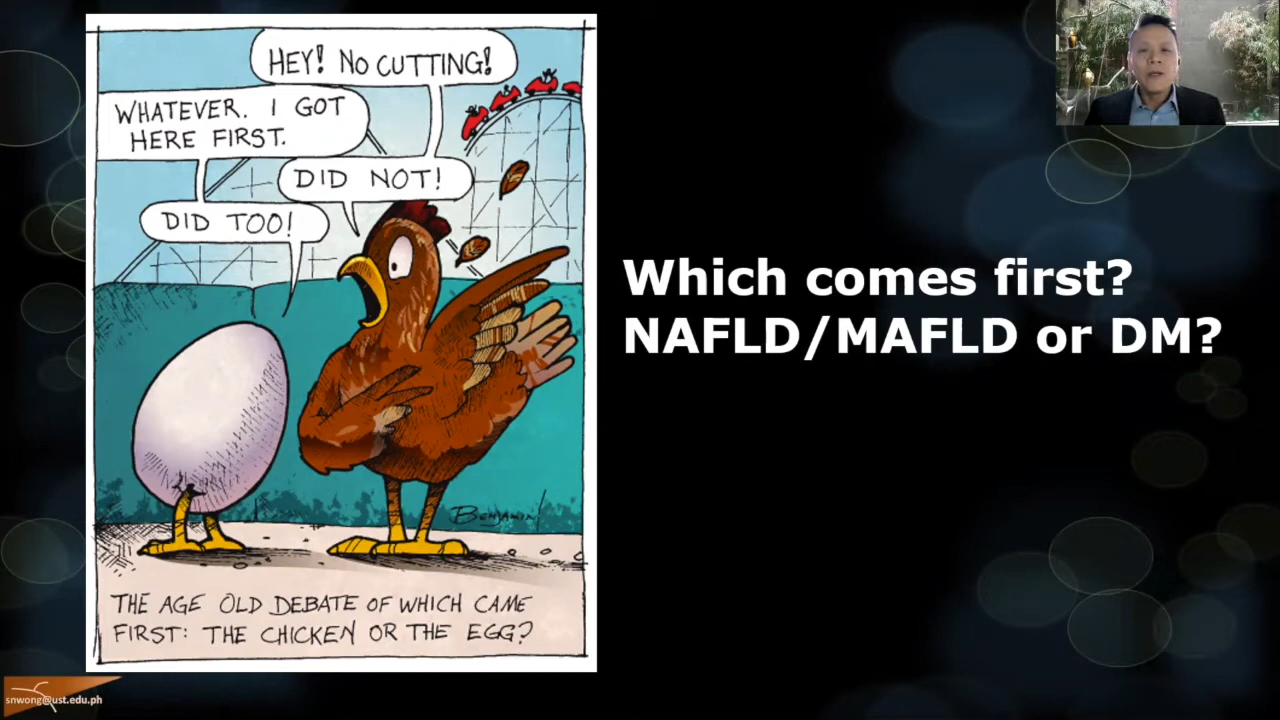 HEY! NO CUTTING!
WHATEVER. I GOT
HERE FIRST.
DID NOT!
DID TOO!
BENJAMIN
THE AGE OLD DEBATE OF WHICH CAME
FIRST: THE CHICKEN OR THE EGG?
Which comes first?
NAFLD/MAFLD or DM?
snwong@ust.edu.ph